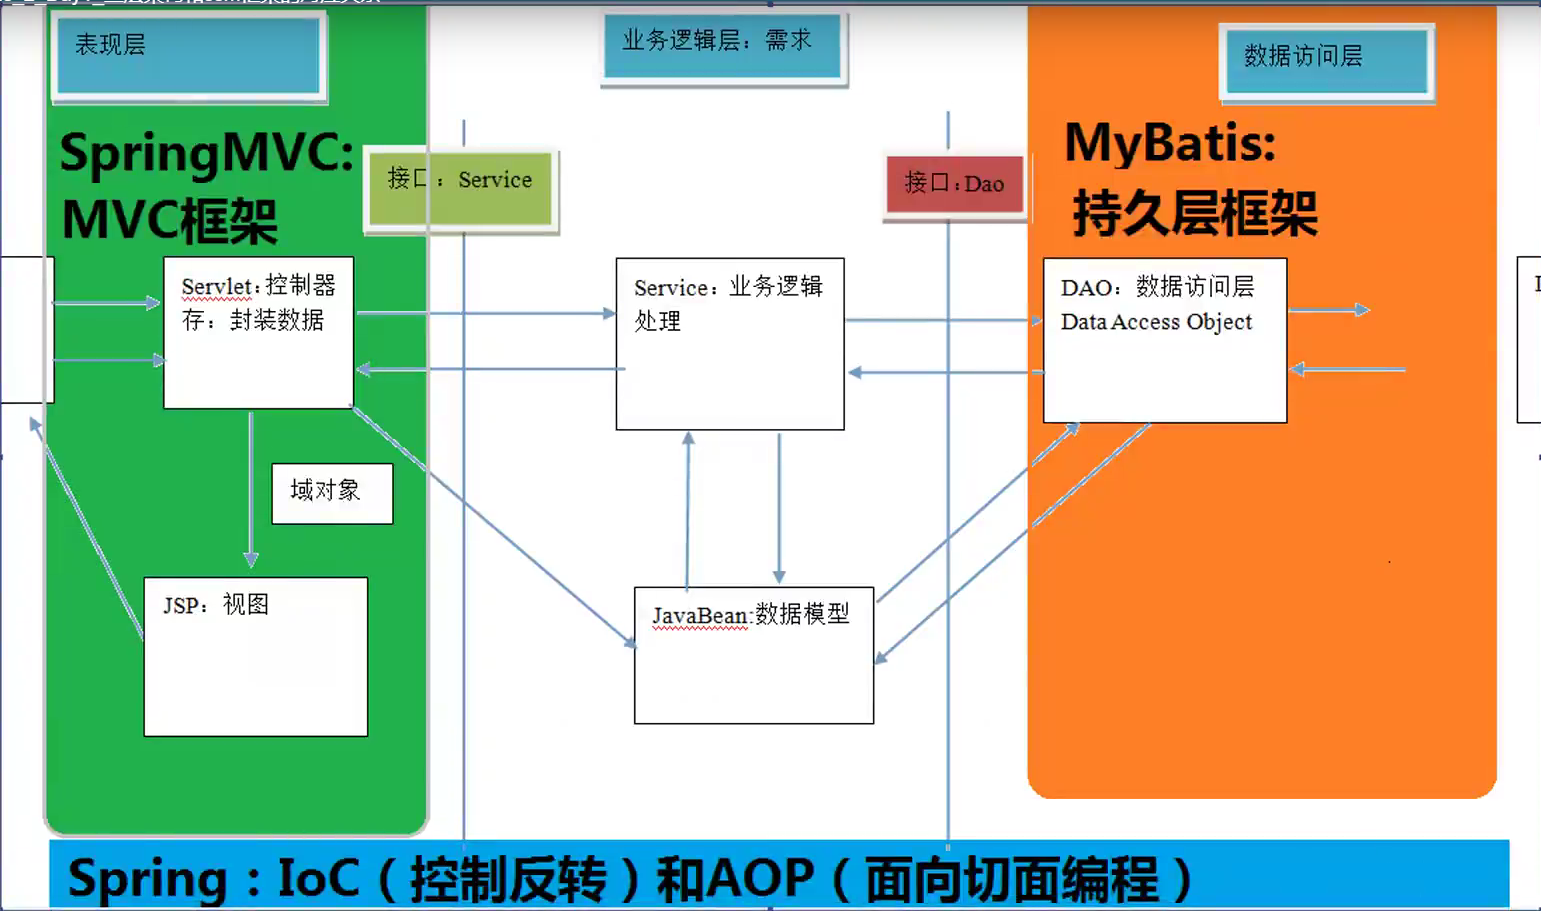 表现层
业务逻辑层：需求
数据访问层
SpringMVC:
MVC框架
接口：Service
接口:Dao
MyBatis:
持久层框架
Servlet:控制器
存：封装数据
Service：业务逻辑
处理
DAO：数据访问层
Data Access Object
域对象
JSP：视图
JavaBean:数据模型
Spring：IoC（控制反转）和AOP（面向切面编程）